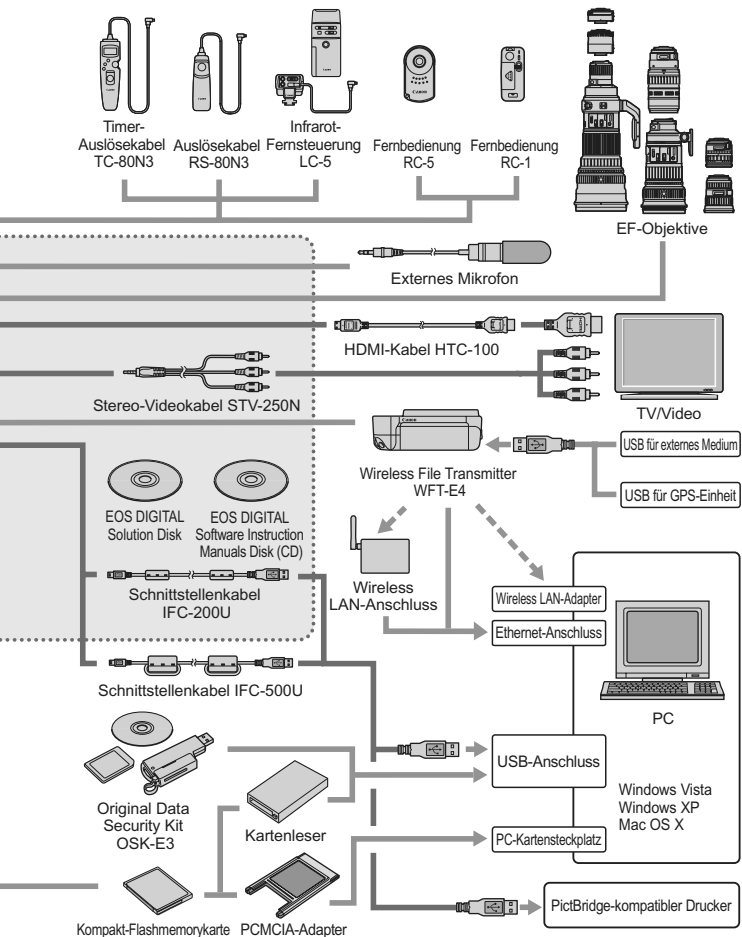 Timer-
Auslösekabel
TC-80N3
Auslösekabel
RS-80N3
Infrarot-
Fernsteuerung
LC-5
Fernbedienung
RC-5
Fernbedienung
RC-1
EF-Objektive
Externes Mikrofon
HDMI-Kabel HTC-100
Stereo-Videokabel STV-250N
TV/Video
Canon
Wireless File Transmitter
WFT-E4
USB für externes Medium
USB für GPS-Einheit
EOS DIGITAL
Solution Disk
EOS DIGITAL
Software Instruction
Manuals Disk (CD)
Wireless
LAN-Anschluss
Wireless LAN-Adapter
Ethernet-Anschluss
Schnittstellenkabel
IFC-200U
Schnittstellenkabel IFC-500U
PC
USB-Anschluss
Windows Vista
Windows XP
Mac OS X
Original Data
Security Kit
OSK-E3
Kartenleser
PC-Kartensteckplatz
Kompakt-Flashmemorykarte
PCMCIA-Adapter
PictBridge-kompatibler Drucker